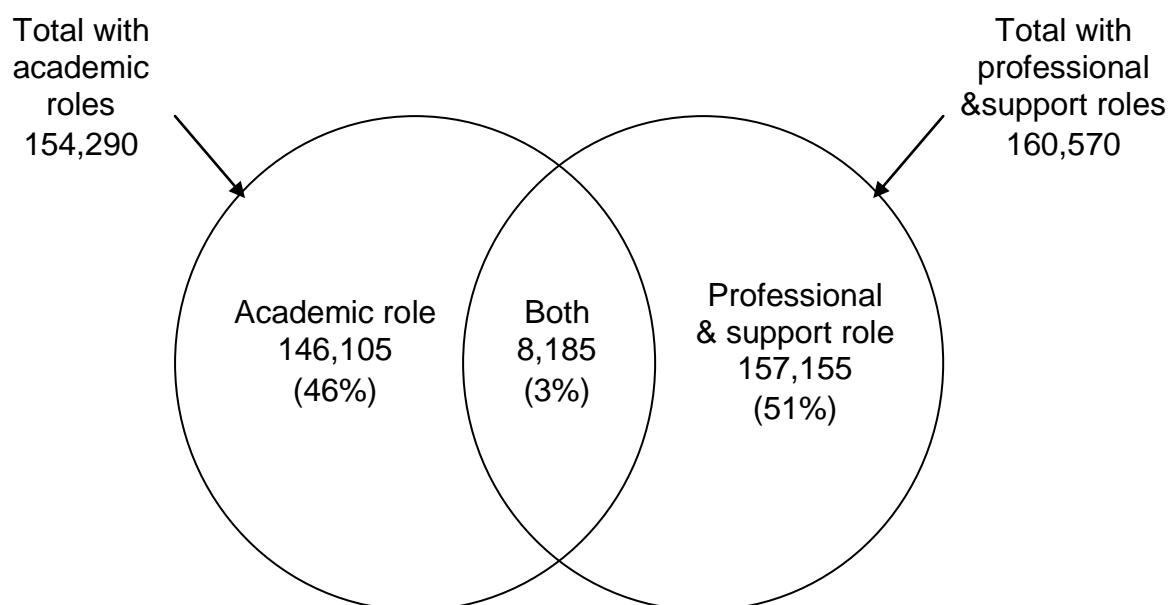 Total with
academic
roles
154,290
Total with
professional
&support roles
160,570
Academic role
146,105
(46%)
Both
8,185
(3%)
Professional
& support role
157,155
(51%)